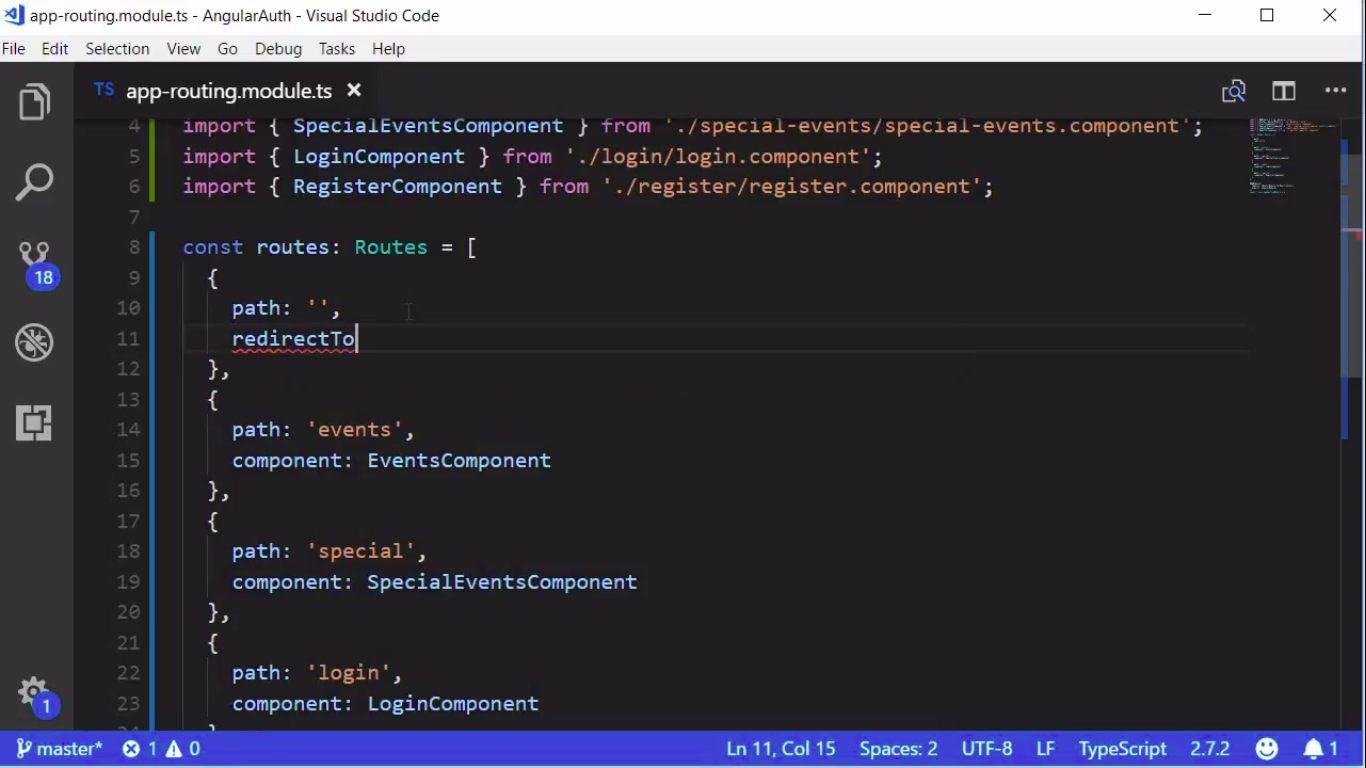 app-routing.module.ts - AngularAuth - Visual Studio Code
File Edit Selection View Go Debug Tasks Help
TS app-routing.module.ts
4 import { SpecialEventsComponent } from './special-events/special-events.component';
5 import { LoginComponent } from './login/login.component';
6 import { RegisterComponent } from './register/register.component';
7
8 const routes: Routes = [
9 {
10 path: '',
11 redirectTo
12 },
13 {
14 path: 'events',
15 component: EventsComponent
16 },
17 {
18 path: 'special',
19 component: SpecialEventsComponent
20 },
21 {
22 path: 'login',
23 component: LoginComponent
18
1
master* 1 0 Ln 11, Col 15 Spaces: 2 UTF-8 LF TypeScript 2.7.2 1